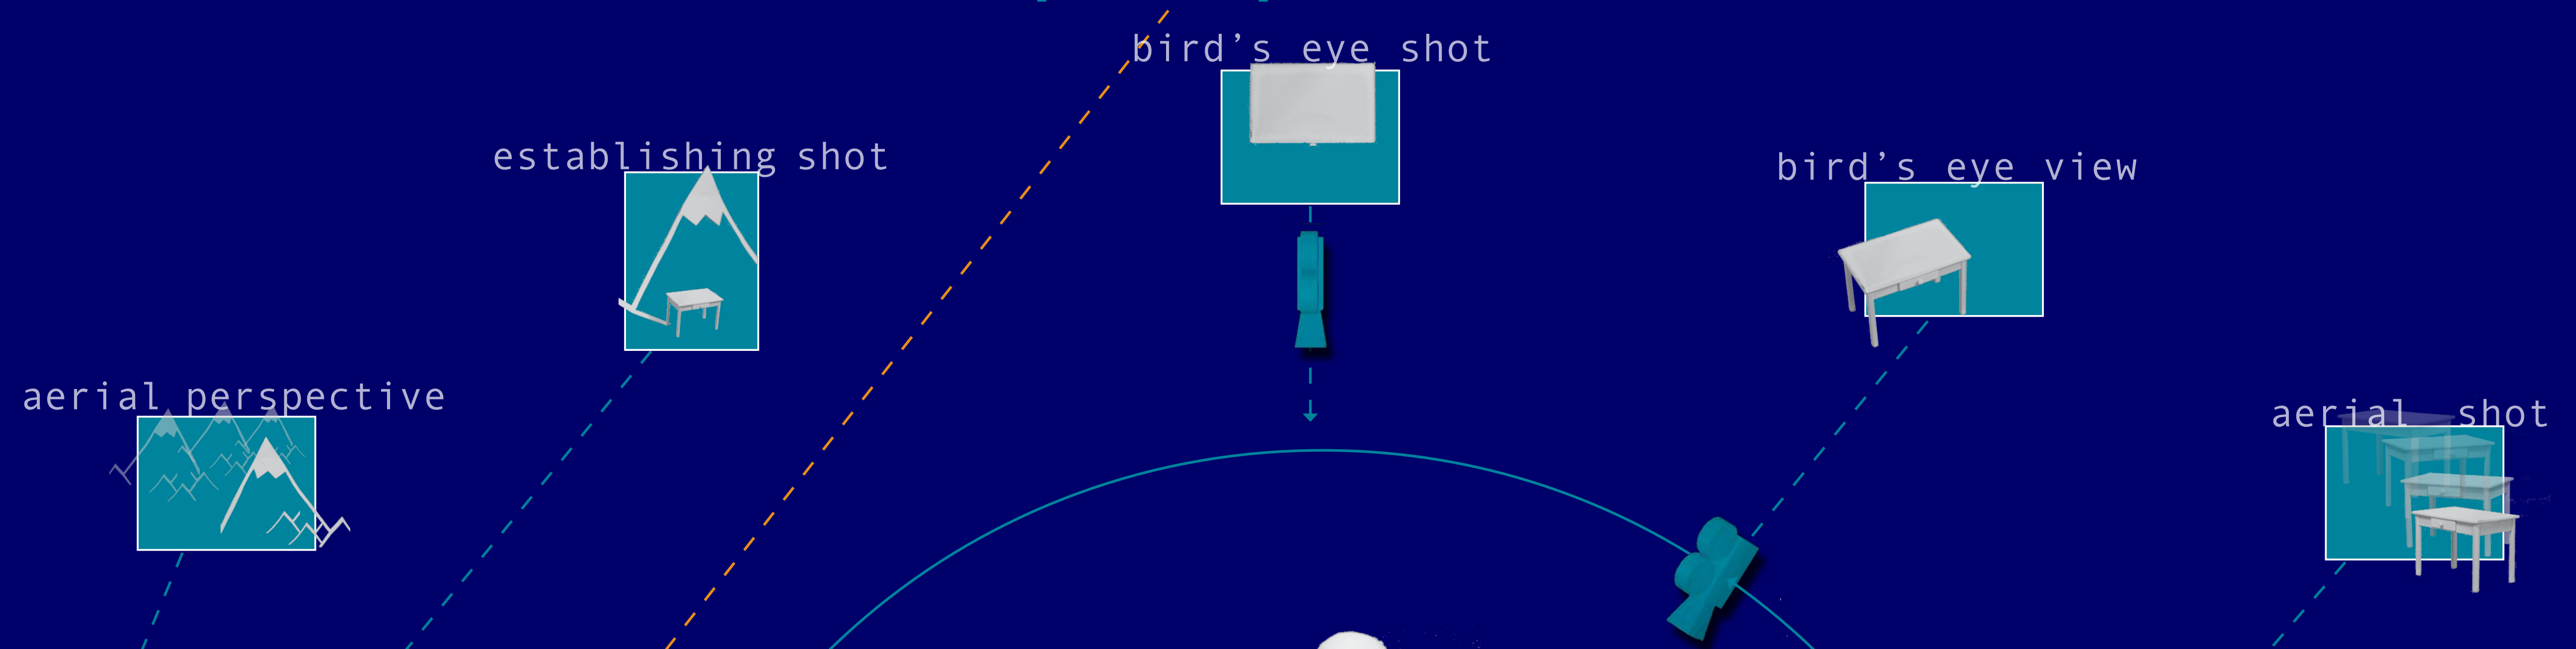 bird’s eye shot
establishing shot
bird’s eye view
aerial perspective
aerial shot